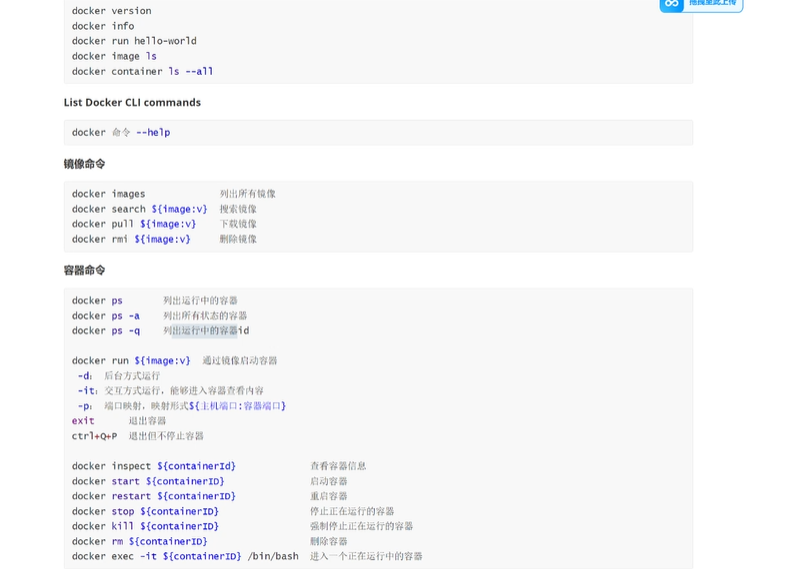 拖拽至此上传
docker version
docker info
docker run hello-world
docker image ls
docker container ls --all
List Docker CLI commands
docker 命令 --help
镜像命令
docker images 列出所有镜像
docker search ${image:v} 搜索镜像
docker pull ${image:v} 下载镜像
docker rmi ${image:v} 删除镜像
容器命令
docker ps 列出运行中的容器
docker ps -a 列出所有状态的容器
docker ps -q 列出运行中的容器id
docker run ${image:v} 通过镜像启动容器
-d: 后台方式运行
-it: 交互方式运行，能够进入容器查看内容
-p: 端口映射，映射形式${主机端口:容器端口}
exit 退出容器
ctrl+Q+P 退出但不停止容器
docker inspect ${containerId} 查看容器信息
docker start ${containerID} 启动容器
docker restart ${containerID} 重启容器
docker stop ${containerID} 停止正在运行的容器
docker kill ${containerID} 强制停止正在运行的容器
docker rm ${containerID} 删除容器
docker exec -it ${containerID} /bin/bash 进入一个正在运行中的容器